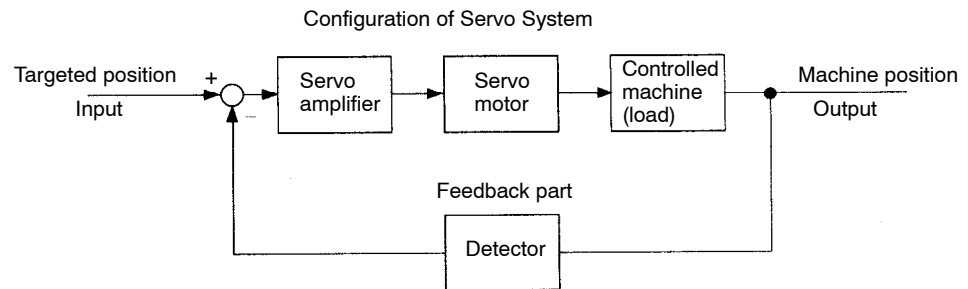 Configuration of Servo System
Targeted position
Input
+
−
Servo
amplifier
Servo
motor
Controlled
machine
(load)
Machine position
Output
Feedback part
Detector